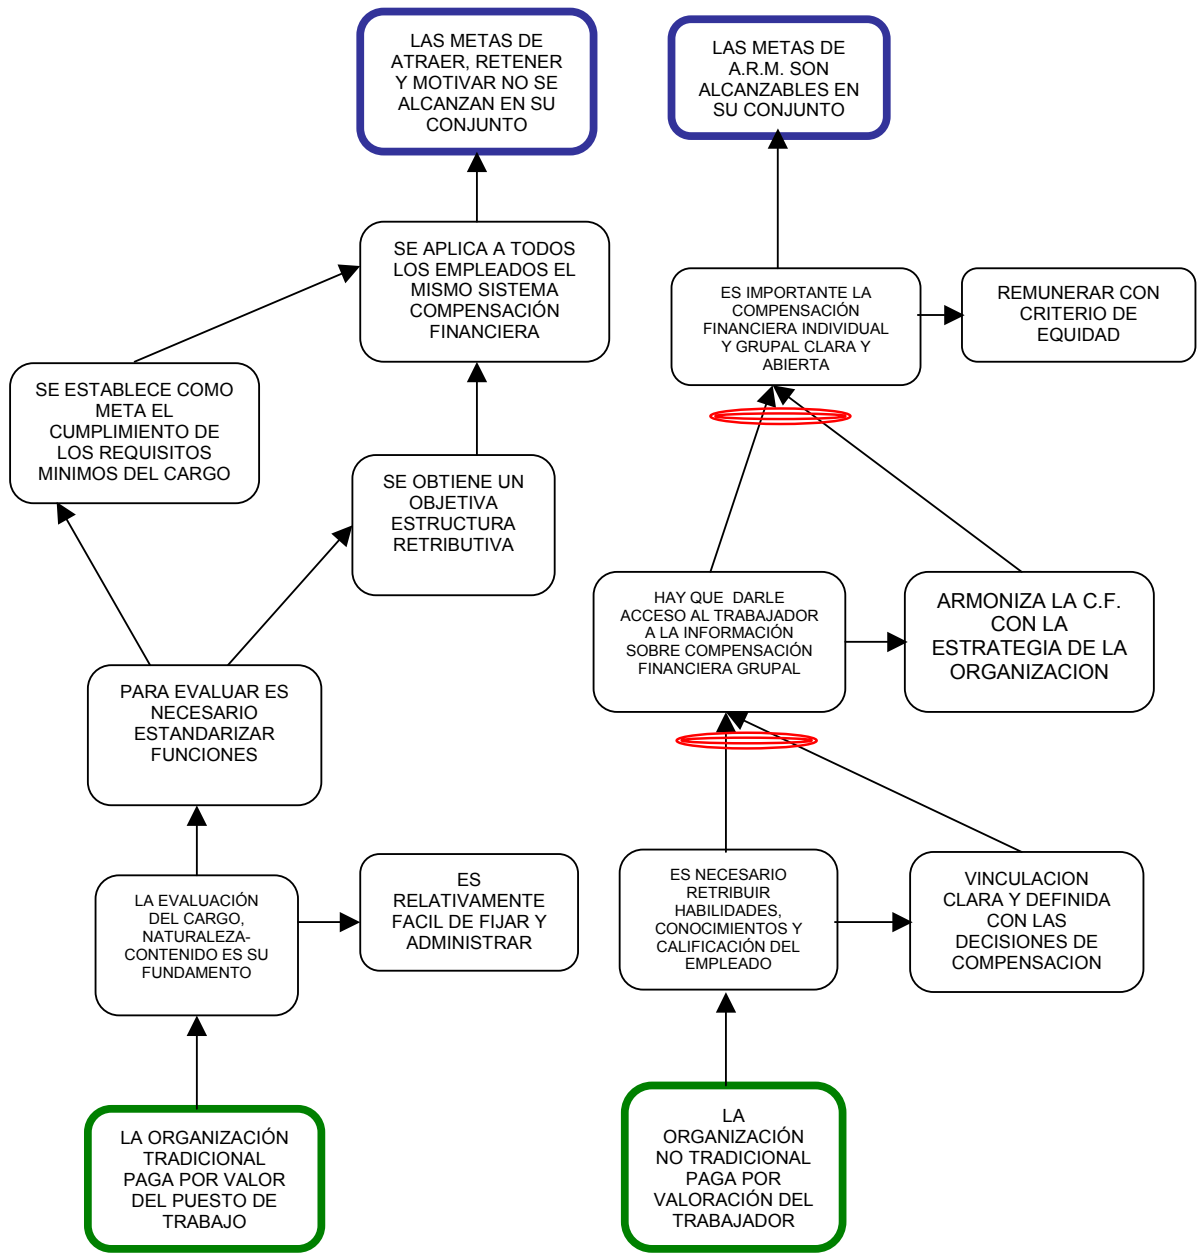 LAS METAS DE
ATRAER, RETENER
Y MOTIVAR NO SE
ALCANZAN EN SU
CONJUNTO
LAS METAS DE
A.R.M. SON
ALCANZABLES EN
SU CONJUNTO
SE APLICA A TODOS
LOS EMPLEADOS EL
MISMO SISTEMA
COMPENSACIÓN
FINANCIERA
ES IMPORTANTE LA
COMPENSACIÓN
FINANCIERA INDIVIDUAL
Y GRUPAL CLARA Y
ABIERTA
REMUNERAR CON
CRITERIO DE
EQUIDAD
SE ESTABLECE COMO
META EL
CUMPLIMIENTO DE
LOS REQUISITOS
MINIMOS DEL CARGO
SE OBTIENE UN
OBJETIVA
ESTRUCTURA
RETRIBUTIVA
HAY QUE DARLE
ACCESO AL TRABAJADOR
A LA INFORMACIÓN
SOBRE COMPENSACIÓN
FINANCIERA GRUPAL
ARMONIZA LA C.F.
CON LA
ESTRATEGIA DE LA
ORGANIZACION
PARA EVALUAR ES
NECESARIO
ESTANDARIZAR
FUNCIONES
LA EVALUACIÓN
DEL CARGO,
NATURALEZA-
CONTENIDO ES SU
FUNDAMENTO
ES
RELATIVAMENTE
FACIL DE FIJAR Y
ADMINISTRAR
ES NECESARIO
RETRIBUIR
HABILIDADES,
CONOCIMIENTOS Y
CALIFICACIÓN DEL
EMPLEADO
VINCULACION
CLARA Y DEFINIDA
CON LAS
DECISIONES DE
COMPENSACION
LA ORGANIZACIÓN
TRADICIONAL
PAGA POR VALOR
DEL PUESTO DE
TRABAJO
LA
ORGANIZACIÓN
NO TRADICIONAL
PAGA POR
VALORACIÓN DEL
TRABAJADOR